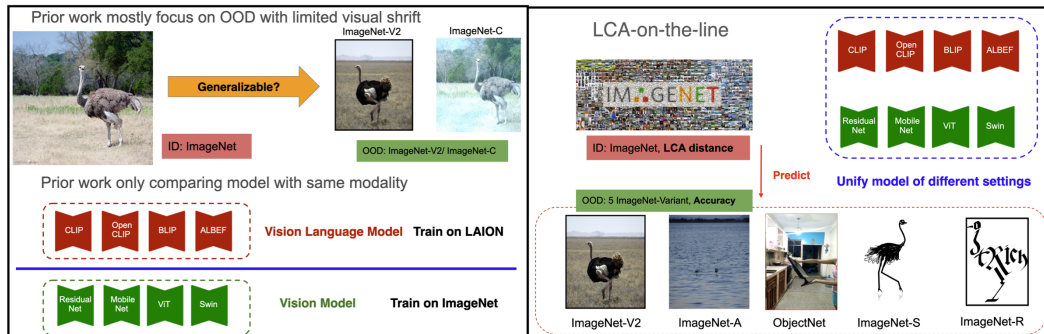 Prior work mostly focus on OOD with limited visual shrift
ImageNet-V2
ImageNet-C
Generalizable?
ID: ImageNet
OOD: ImageNet-V2/ ImageNet-C
Prior work only comparing model with same modality
CLIP
Open
CLIP
BLIP
ALBEF
Vision Language Model
Train on LAION
Residual
Net
Mobile
Net
ViT
Swin
Vision Model
Train on ImageNet
LCA-on-the-line
IMAGENET
ID: ImageNet, LCA distance
Predict
OOD: 5 ImageNet-Variant, Accuracy
CLIP
Open
CLIP
BLIP
ALBEF
Residual
Net
Mobile
Net
ViT
Swin
Unify model of different settings
ImageNet-V2
ImageNet-A
ObjectNet
ImageNet-S
OSTRICH
ImageNet-R